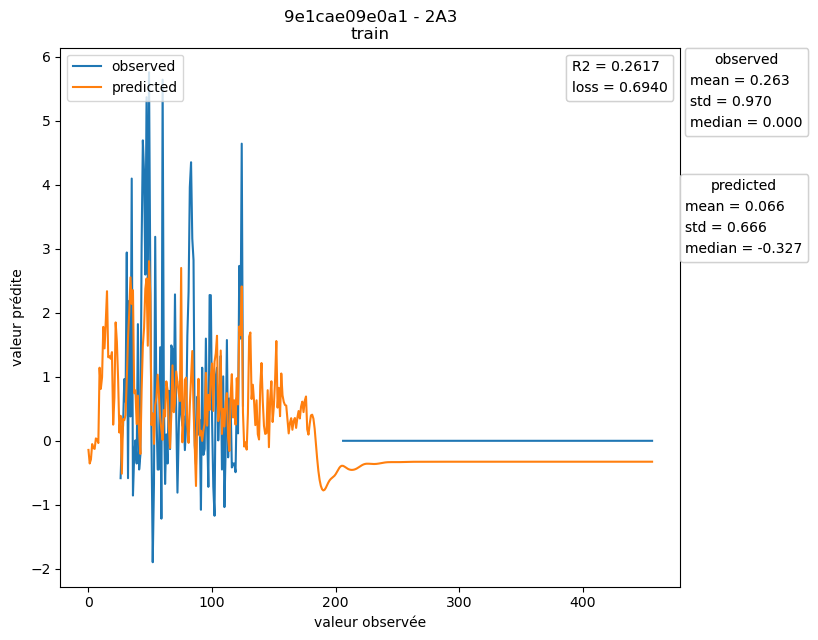 9e1cae09e0a1 - 2A3
train
observed
predicted
R2 = 0.2617
loss = 0.6940
observed
mean = 0.263
std = 0.970
median = 0.000
predicted
mean = 0.066
std = 0.666
median = -0.327
valeur prédite
6
5
4
3
2
1
0
−1
−2
0
100
200
300
400
valeur observée